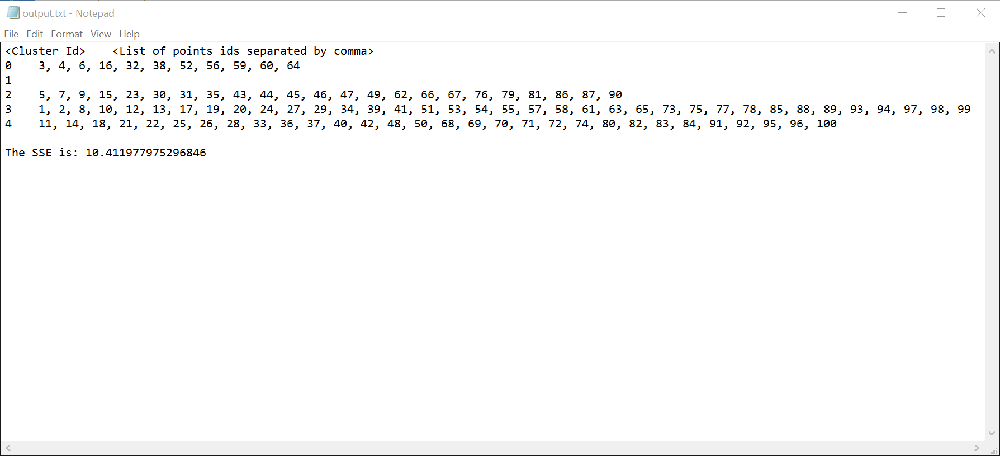 output.txt - Notepad
File Edit Format View Help
<Cluster Id>    <List of points ids separated by comma>
0    3, 4, 6, 16, 32, 38, 52, 56, 59, 60, 64
1
2    5, 7, 9, 15, 23, 30, 31, 35, 43, 44, 45, 46, 47, 49, 62, 66, 67, 76, 79, 81, 86, 87, 90
3    1, 2, 8, 10, 12, 13, 17, 19, 20, 24, 27, 29, 34, 39, 41, 51, 53, 54, 55, 57, 58, 61, 63, 65, 73, 75, 77, 78, 85, 88, 89, 93, 94, 97, 98, 99
4    11, 14, 18, 21, 22, 25, 26, 28, 33, 36, 37, 40, 42, 48, 50, 68, 69, 70, 71, 72, 74, 80, 82, 83, 84, 91, 92, 95, 96, 100
The SSE is: 10.411977975296846